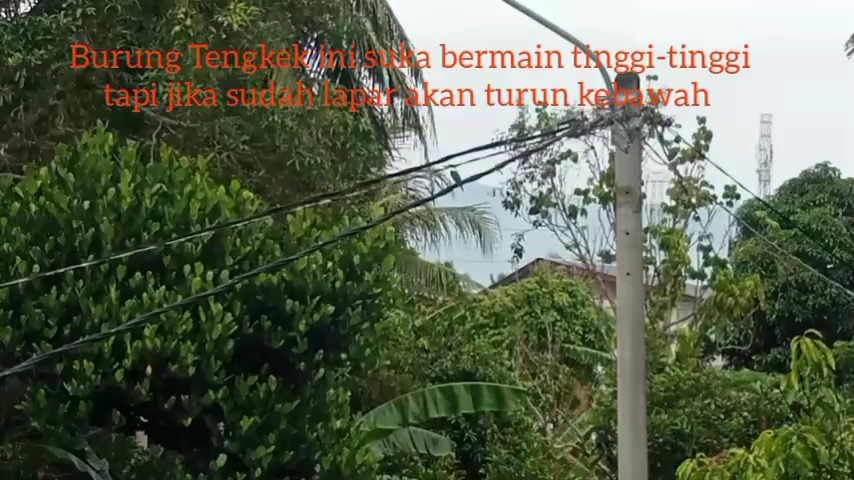 Burung Tengkek ini suka bermain tinggi-tinggi
tapi jika sudah lapar akan turun kebawah